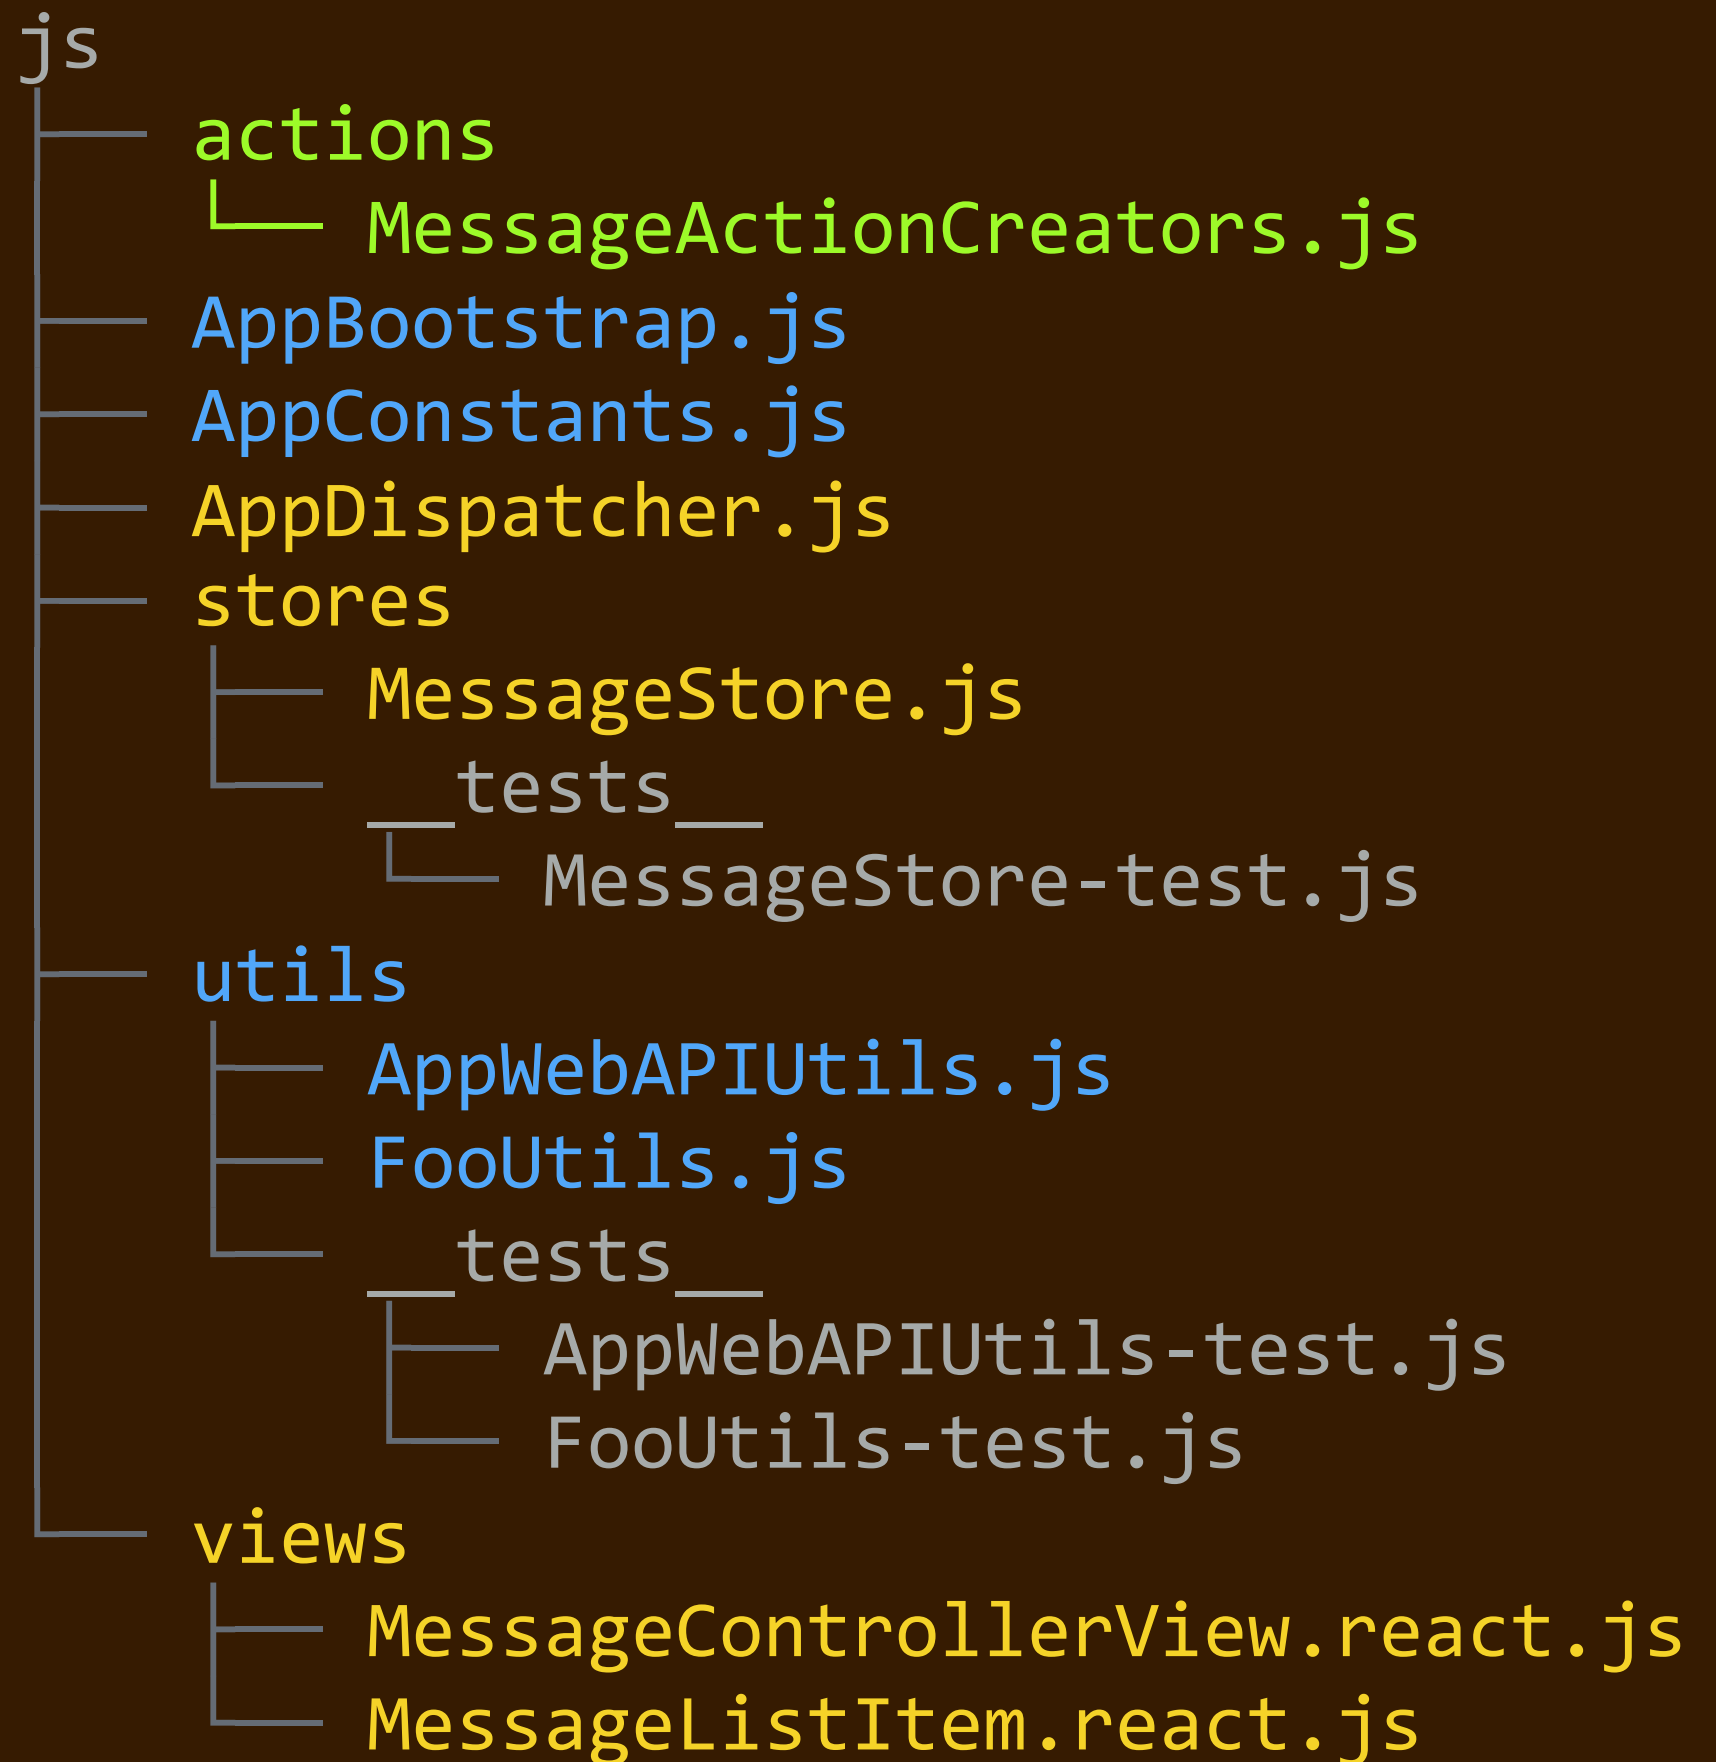 js
actions
MessageActionCreators.js
AppBootstrap.js
AppConstants.js
AppDispatcher.js
stores
MessageStore.js
__tests__
MessageStore-test.js
utils
AppWebAPIUtils.js
FooUtils.js
__tests__
AppWebAPIUtils-test.js
FooUtils-test.js
views
MessageControllerView.react.js
MessageListItem.react.js